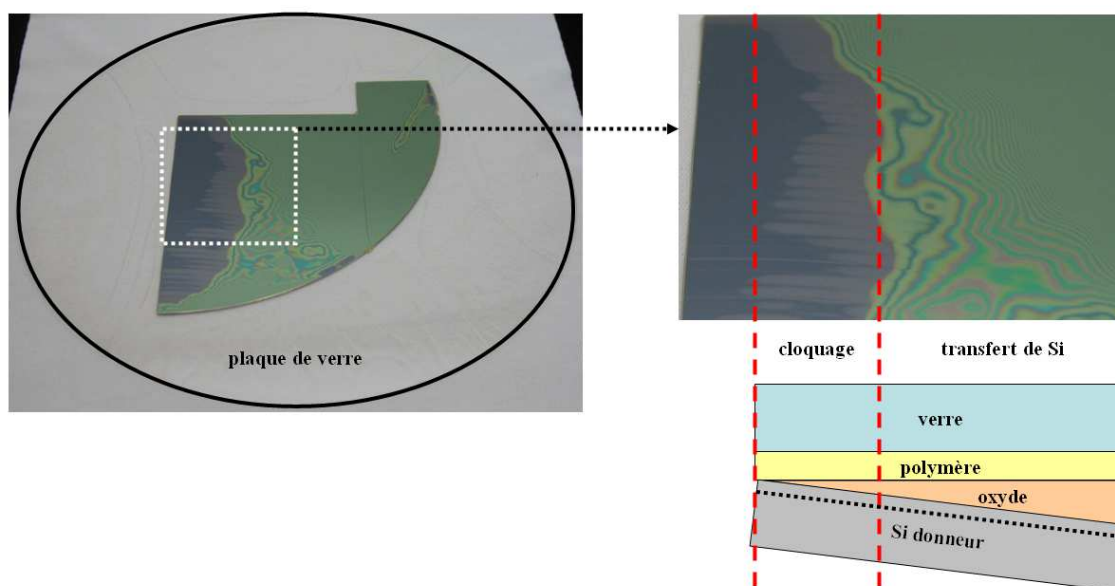 plaque de verre
cloquage
transfert de Si
verre
polymère
oxyde
Si donneur